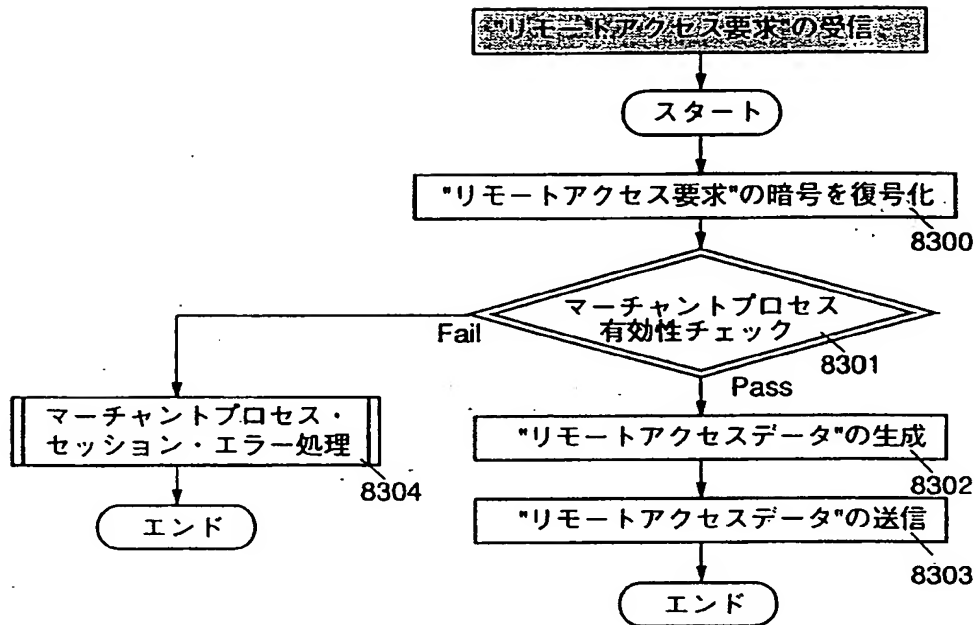 "リモートアクセス要求"の受信
スタート
"リモートアクセス要求"の暗号を復号化
8300
マーチャントプロセス
有効性チェック
8301
Fail
Pass
マーチャントプロセス・
セッション・エラー処理
8304
エンド
"リモートアクセスデータ"の生成
8302
"リモートアクセスデータ"の送信
8303
エンド